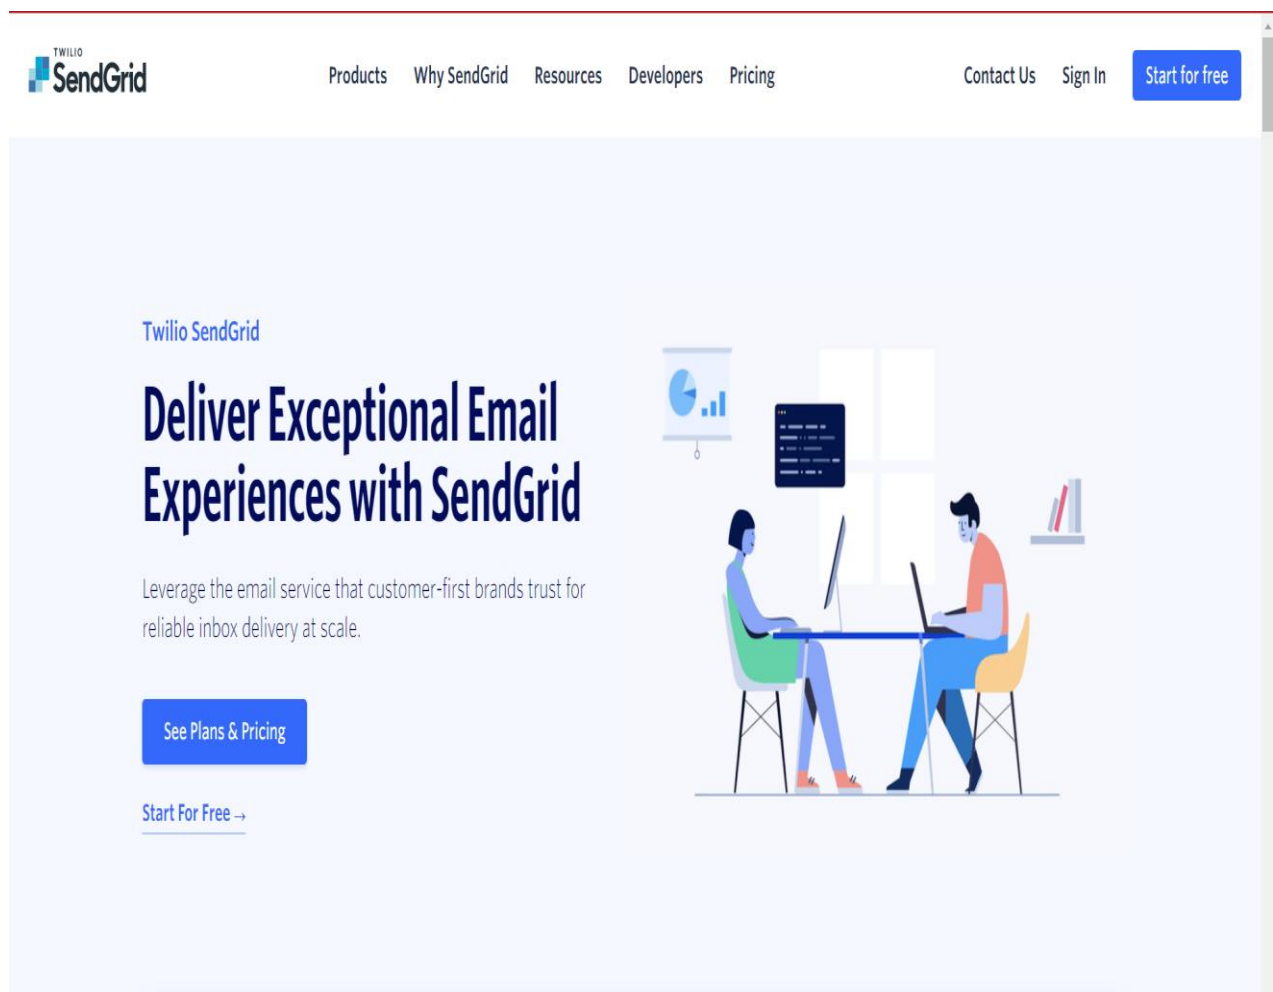 TWILIO
SendGrid
Products Why SendGrid Resources Developers Pricing Contact Us Sign In Start for free
Twilio SendGrid
Deliver Exceptional Email
Experiences with SendGrid
Leverage the email service that customer-first brands trust for
reliable inbox delivery at scale.
See Plans & Pricing
Start For Free →